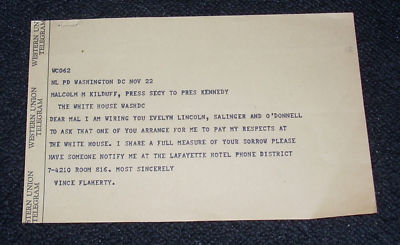 WESTERN UNION
TELEGRAM
WESTERN UNION
TELEGRAM
WESTERN UNION
TELEGRAM
WC062
NL PD WASHINGTON DC NOV 22
MALCOLM M KILDUFF, PRESS SECY TO PRES KENNEDY
THE WHITE HOUSE WASHDC
DEAR MAL I AM WIRING YOU EVELYN LINCOLN, SALINGER AND O'DONNELL
TO ASK THAT ONE OF YOU ARRANGE FOR ME TO PAY MY RESPECTS AT
THE WHITE HOUSE. I SHARE A FULL MEASURE OF YOUR SORROW PLEASE
HAVE SOMEONE NOTIFY ME AT THE LAFAYETTE HOTEL PHONE DISTRICT
7-4210 ROOM 816. MOST SINCERELY
VINCE FLAHERTY.